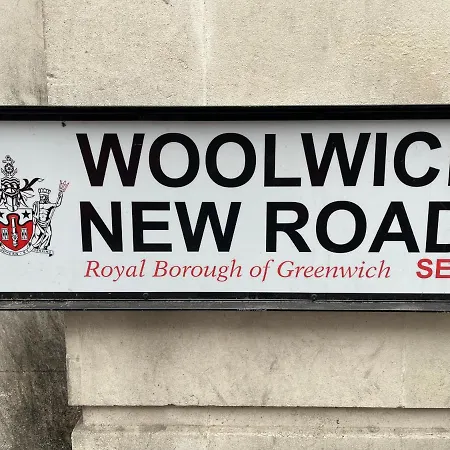 WOOLWIC
NEW ROAD
Royal Borough of Greenwich SE